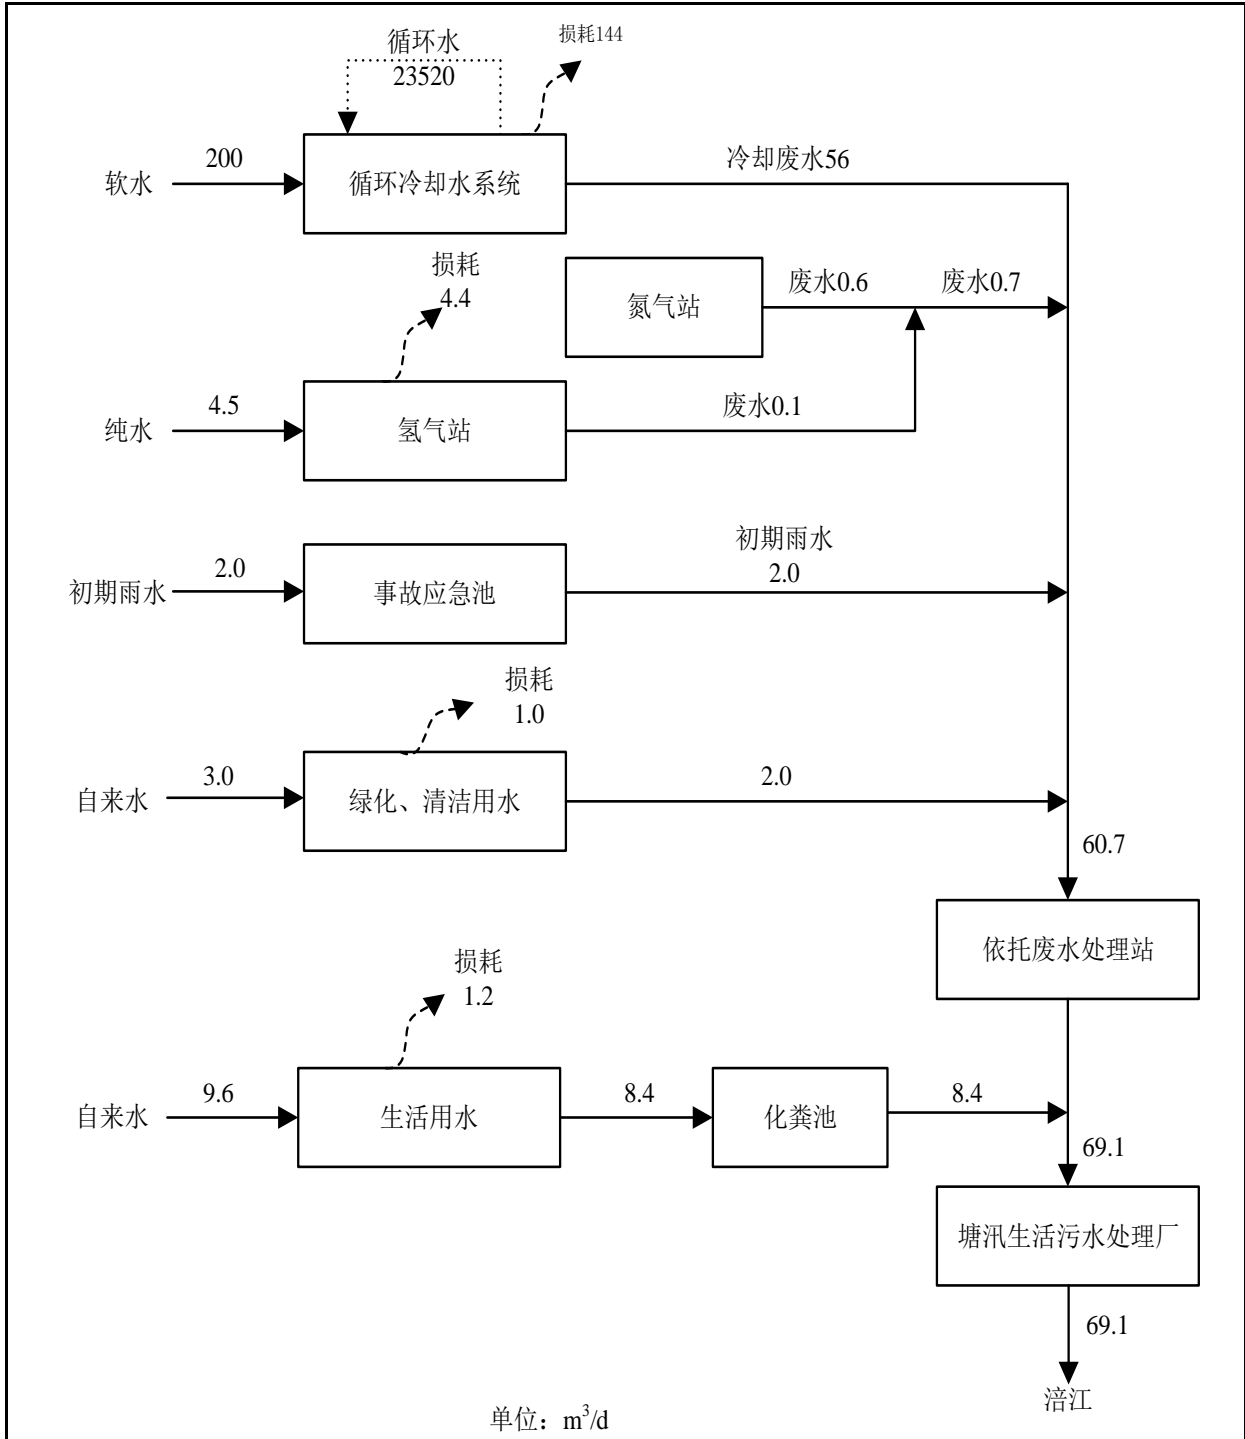 循环水
23520
损耗144
200
软水
循环冷却水系统
冷却废水56
损耗
4.4
氮气站
废水0.6
废水0.7
4.5
纯水
氢气站
废水0.1
2.0
初期雨水
事故应急池
初期雨水
2.0
损耗
1.0
3.0
自来水
绿化、清洁用水
2.0
60.7
依托废水处理站
损耗
1.2
9.6
自来水
生活用水
8.4
化粪池
8.4
69.1
塘汛生活污水处理厂
69.1
涪江
单位：m³/d